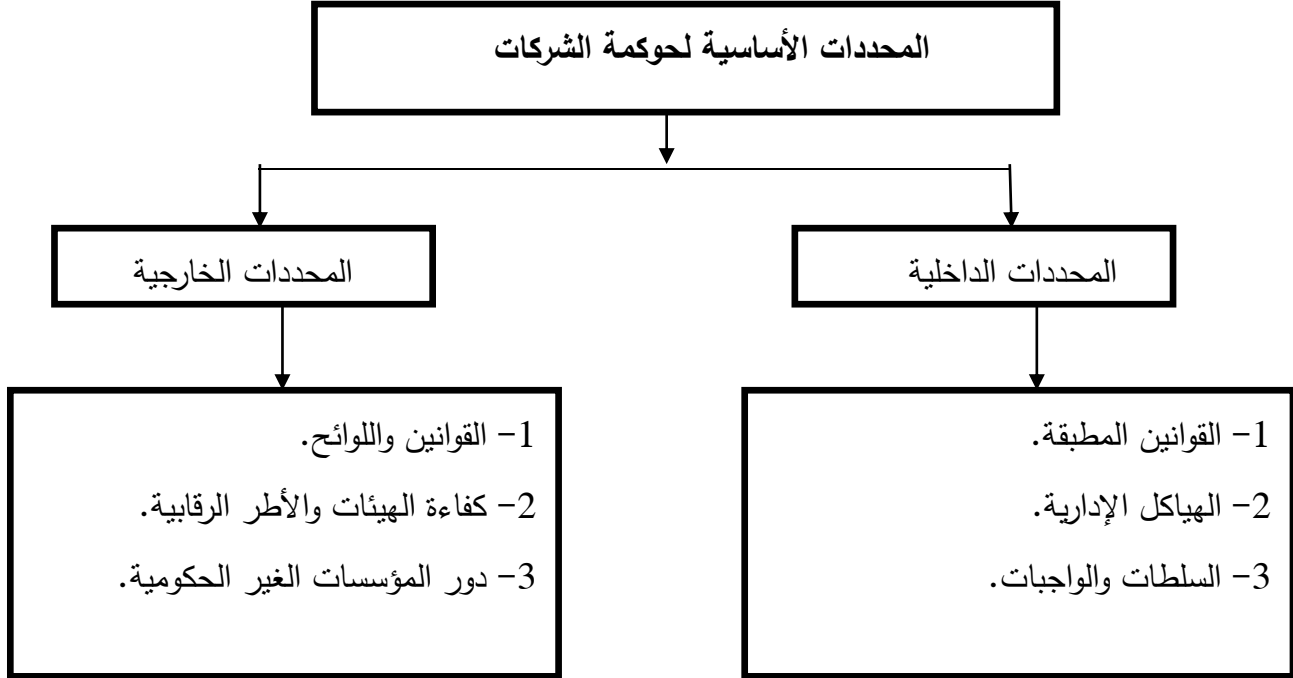 المحددات الأساسية لحوكمة الشركات
المحددات الداخلية
المحددات الخارجية
1- القوانين المطبقة.
2- الهياكل الإدارية.
3- السلطات والواجبات.
1- القوانين واللوائح.
2- كفاءة الهيئات والأطر الرقابية.
3- دور المؤسسات الغير الحكومية.